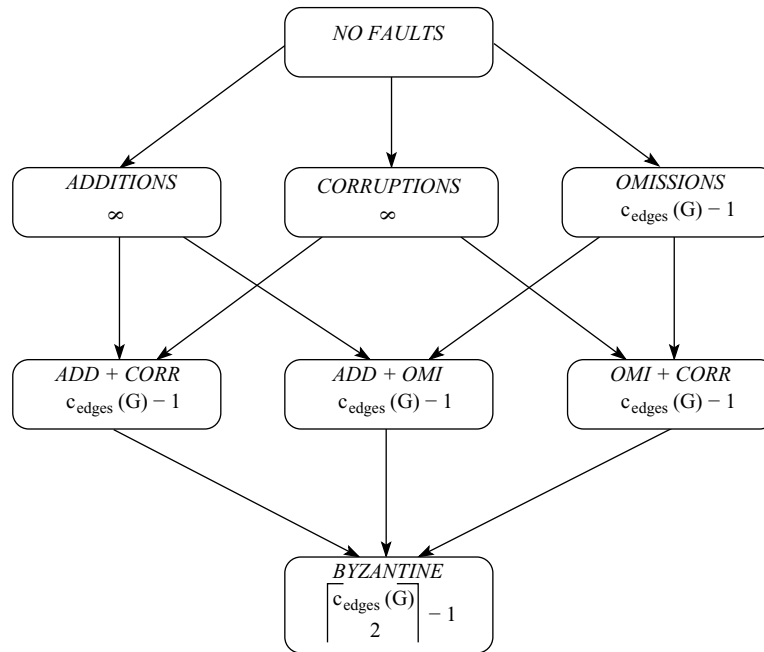 NO FAULTS
ADDITIONS
∞
CORRUPTIONS
∞
OMISSIONS
c_edges (G) − 1
ADD + CORR
c_edges (G) − 1
ADD + OMI
c_edges (G) − 1
OMI + CORR
c_edges (G) − 1
BYZANTINE
⌈c_edges (G)
2⌉ − 1